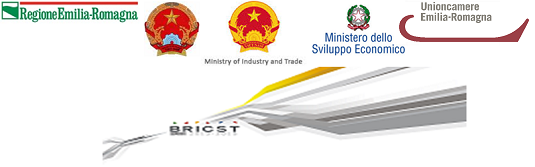 RegioneEmilia-Romagna
Ministry of Industry and Trade
Ministero dello
Sviluppo Economico
Unioncamere
Emilia-Romagna
BRICST